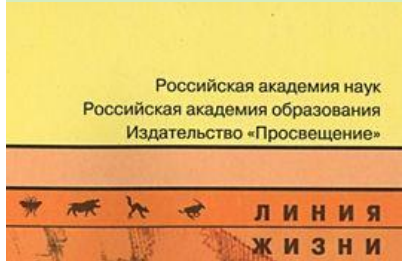 Российская академия наук
Российская академия образования
Издательство «Просвещение»
ЛИНИЯ
ЖИЗНИ